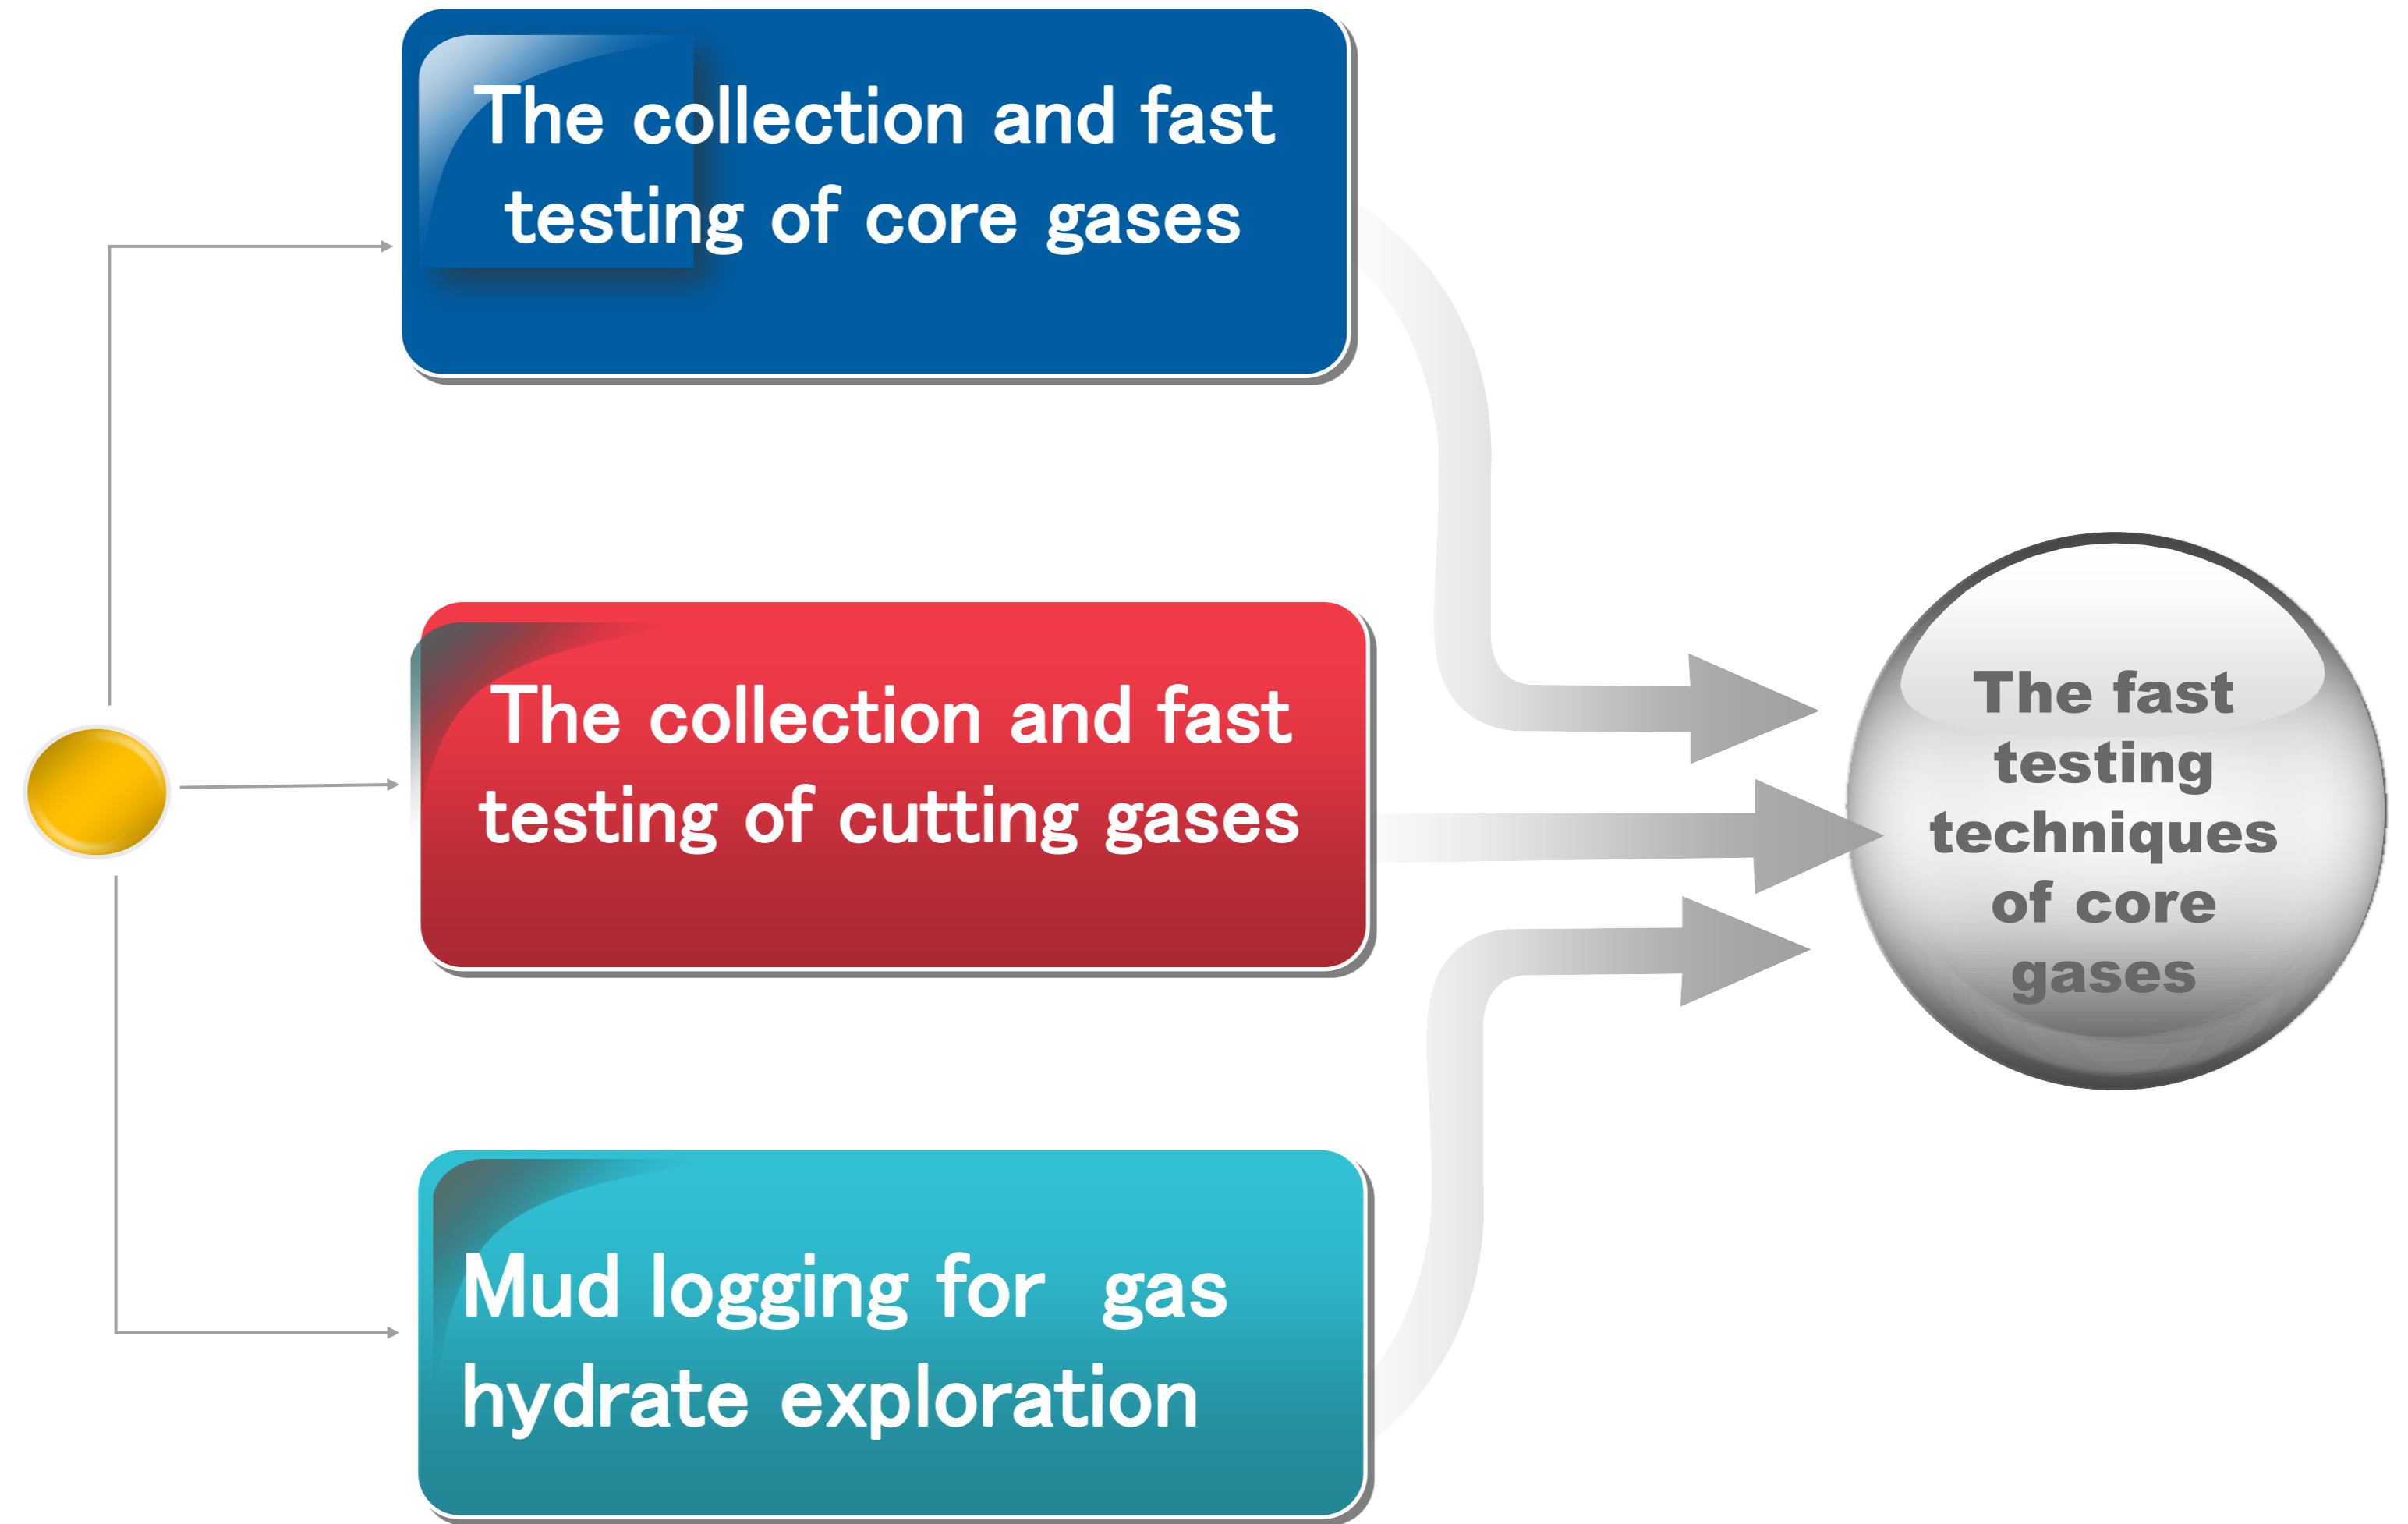 The collection and fast
testing of core gases
The collection and fast
testing of cutting gases
Mud logging for gas
hydrate exploration
The fast
testing
techniques
of core
gases